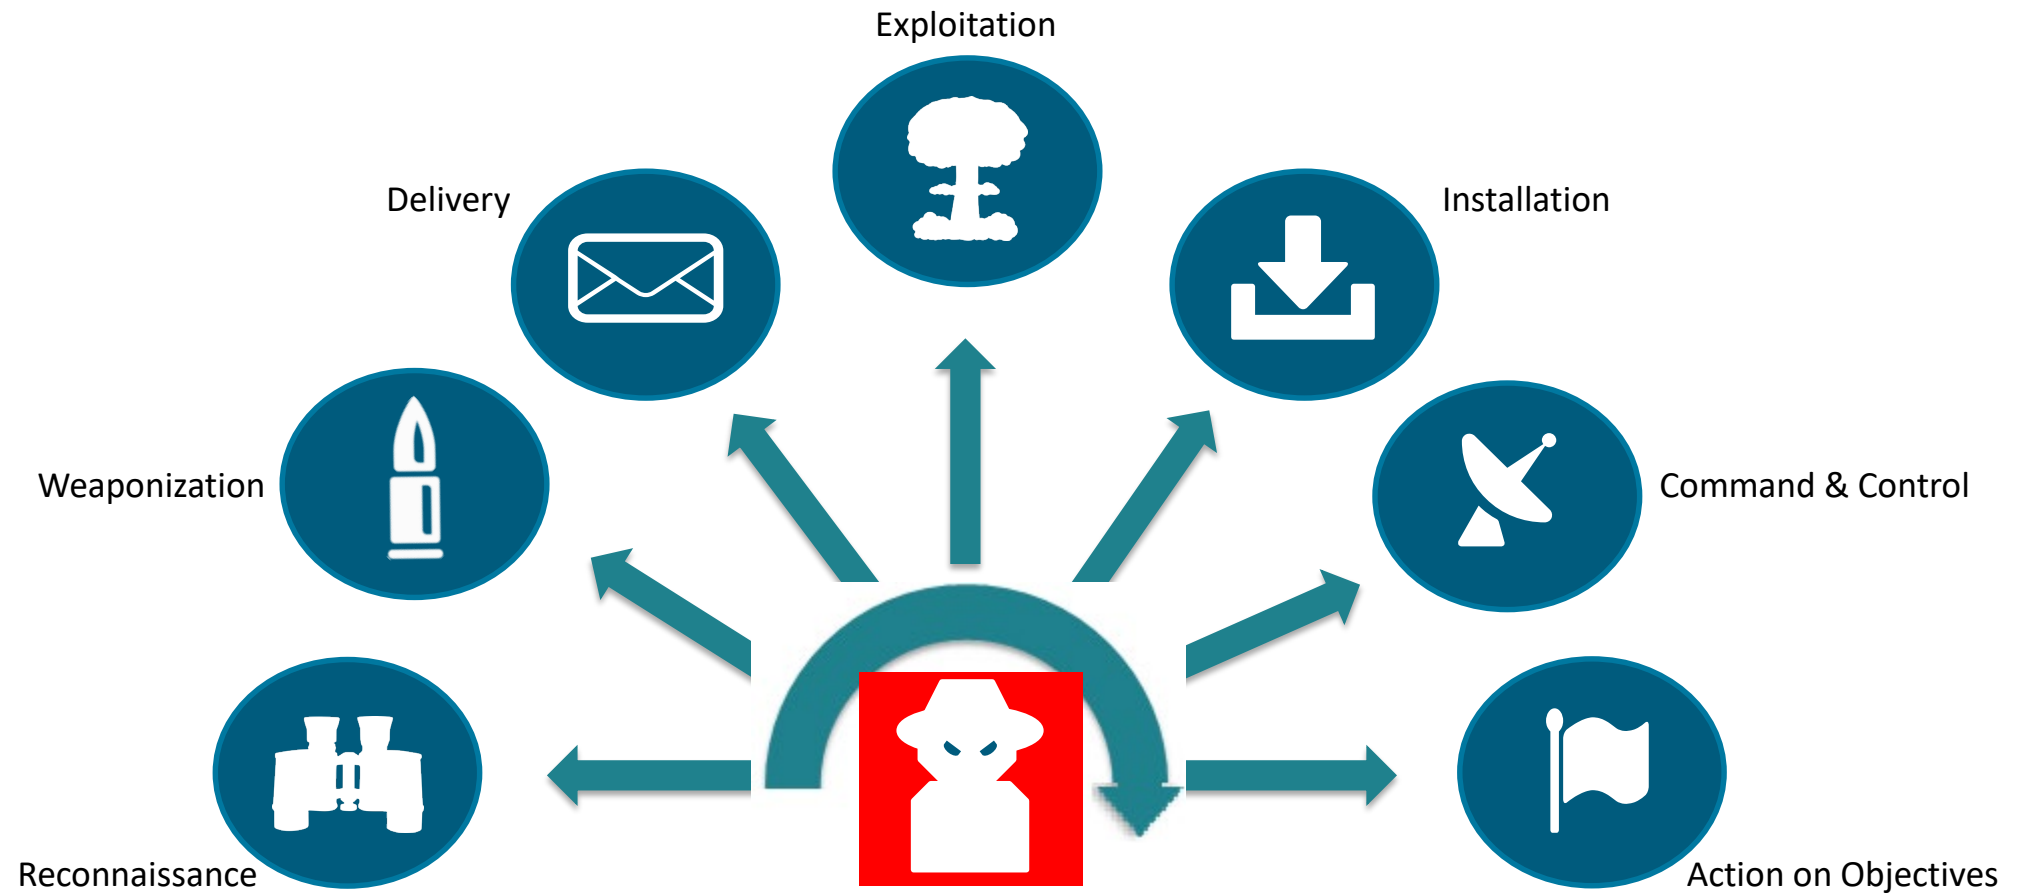 Exploitation
Delivery
Installation
Weaponization
Command & Control
Reconnaissance
Action on Objectives